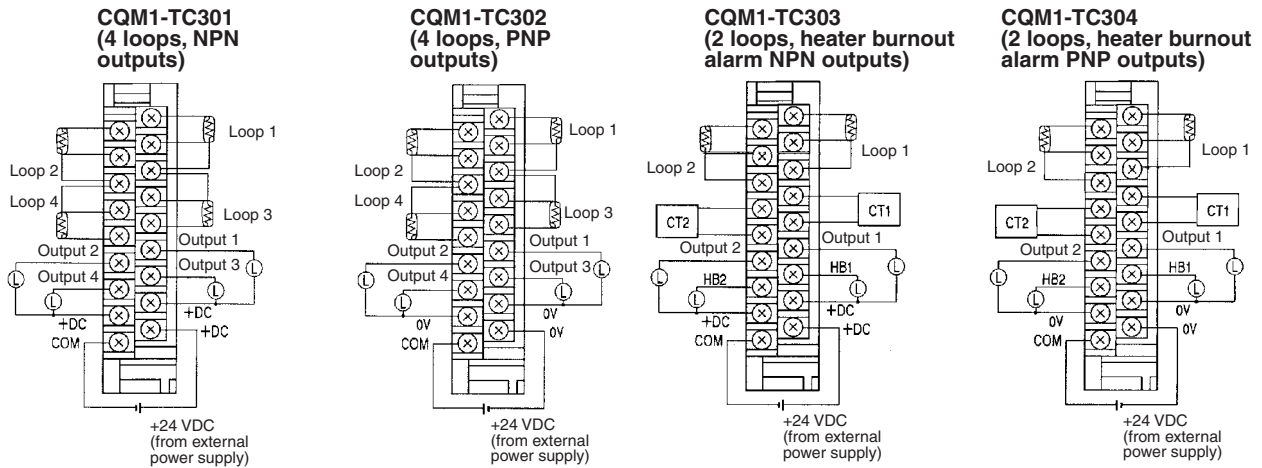 CQM1-TC301
(4 loops, NPN
outputs)
Loop 1
Loop 2
Loop 4
Loop 3
Output 2
Output 1
Output 4
Output 3
L
L
L
L
+DC
+DC
COM
+DC
+24 VDC
(from external
power supply)
CQM1-TC302
(4 loops, PNP
outputs)
Loop 1
Loop 2
Loop 4
Loop 3
Output 2
Output 1
Output 4
Output 3
L
L
L
L
0V
0V
COM
0V
+24 VDC
(from external
power supply)
CQM1-TC303
(2 loops, heater burnout
alarm NPN outputs)
Loop 1
Loop 2
CT1
CT2
Output 2
Output 1
L
L
HB2
HB1
L
L
+DC
+DC
COM
+DC
+24 VDC
(from external
power supply)
CQM1-TC304
(2 loops, heater burnout
alarm PNP outputs)
Loop 1
Loop 2
CT1
CT2
Output 2
Output 1
L
L
HB2
HB1
L
L
0V
0V
COM
0V
+24 VDC
(from external
power supply)